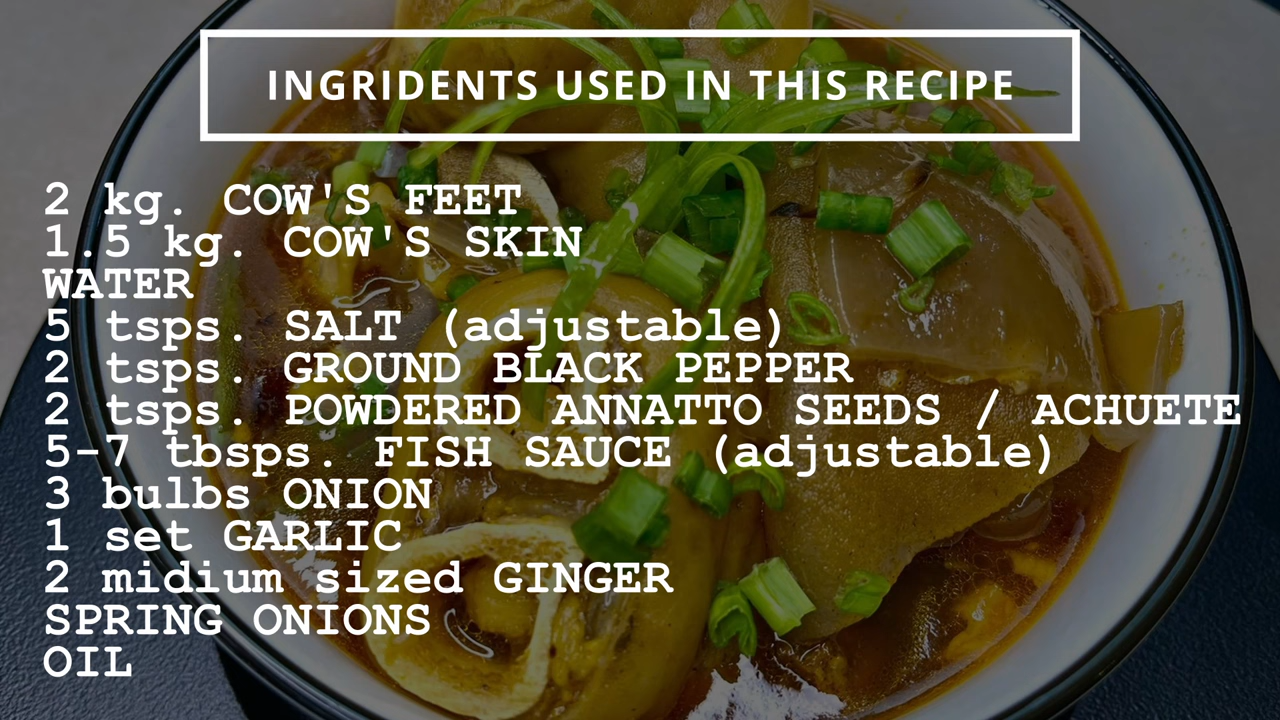 INGRIDENTS USED IN THIS RECIPE
2 kg. COW'S FEET
1.5 kg. COW'S SKIN
WATER
5 tsps. SALT (adjustable)
2 tsps. GROUND BLACK PEPPER
2 tsps. POWDERED ANNATTO SEEDS / ACHUETE
5-7 tbsps. FISH SAUCE (adjustable)
3 bulbs ONION
1 set GARLIC
2 midium sized GINGER
SPRING ONIONS
OIL